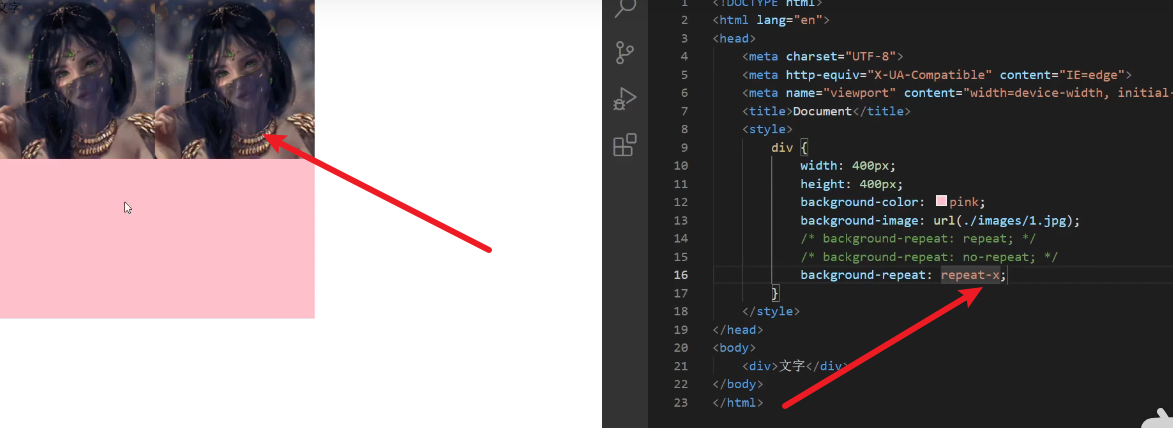 文字
1 <!DOCTYPE html>
2 <html lang="en">
3 <head>
4 <meta charset="UTF-8">
5 <meta http-equiv="X-UA-Compatible" content="IE=edge">
6 <meta name="viewport" content="width=device-width, initial-
7 <title>Document</title>
8 <style>
9 div {
10 width: 400px;
11 height: 400px;
12 background-color: pink;
13 background-image: url(./images/1.jpg);
14 /* background-repeat: repeat; */
15 /* background-repeat: no-repeat; */
16 background-repeat: repeat-x;
17 }
18 </style>
19 </head>
20 <body>
21 <div>文字</div>
22 </body>
23 </html>